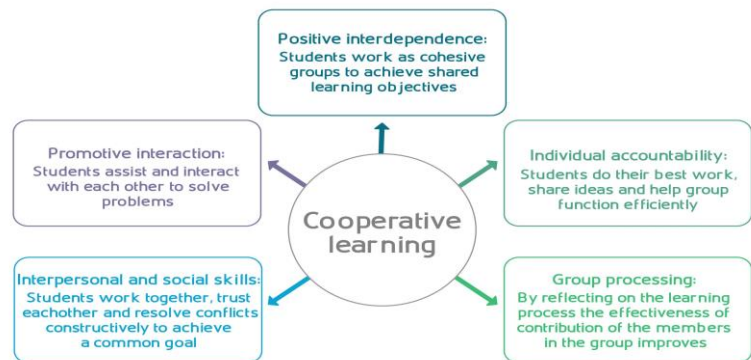 Positive interdependence:
Students work as cohesive
groups to achieve shared
learning objectives
Promotive interaction:
Students assist and interact
with each other to solve
problems
Individual accountability:
Students do their best work,
share ideas and help group
function efficiently
Cooperative
learning
Interpersonal and social skills:
Students work together, trust
eachother and resolve conflicts
constructively to achieve
a common goal
Group processing:
By reflecting on the learning
process the effectiveness of
contribution of the members
in the group improves